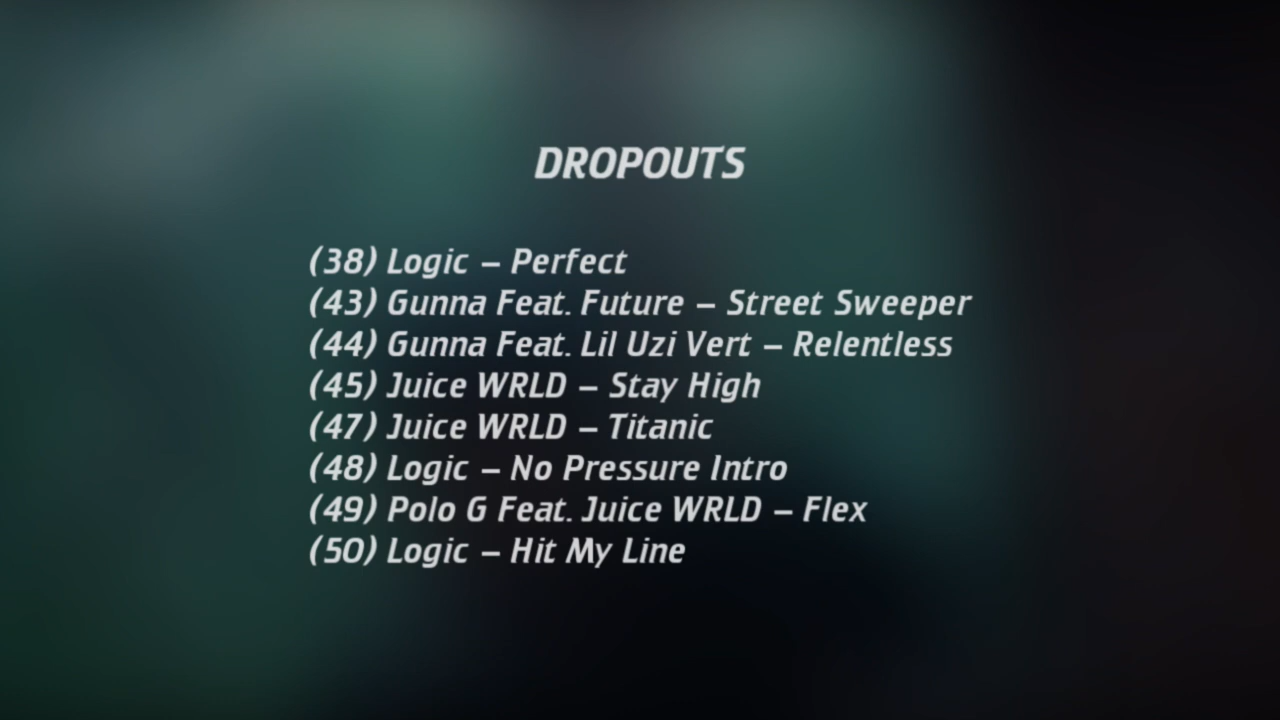 DROPOUTS
(38) Logic – Perfect
(43) Gunna Feat. Future – Street Sweeper
(44) Gunna Feat. Lil Uzi Vert – Relentless
(45) Juice WRLD – Stay High
(47) Juice WRLD – Titanic
(48) Logic – No Pressure Intro
(49) Polo G Feat. Juice WRLD – Flex
(50) Logic – Hit My Line